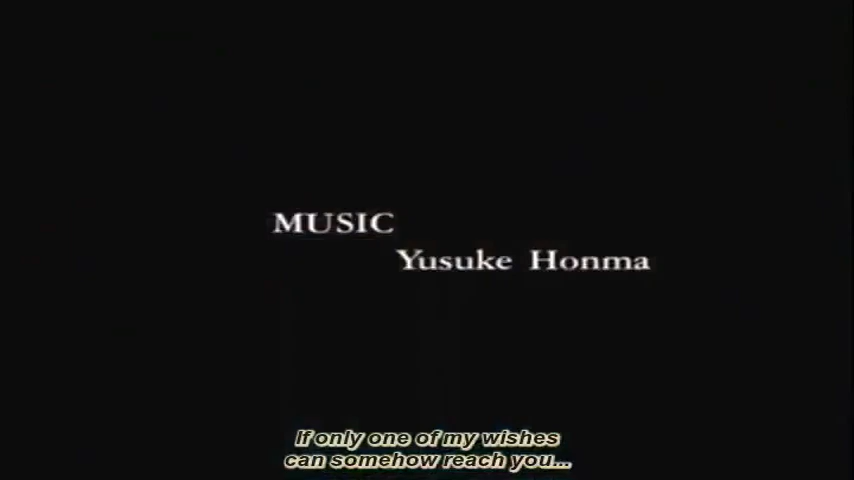 MUSIC
Yusuke Honma
If only one of my wishes
can somehow reach you...